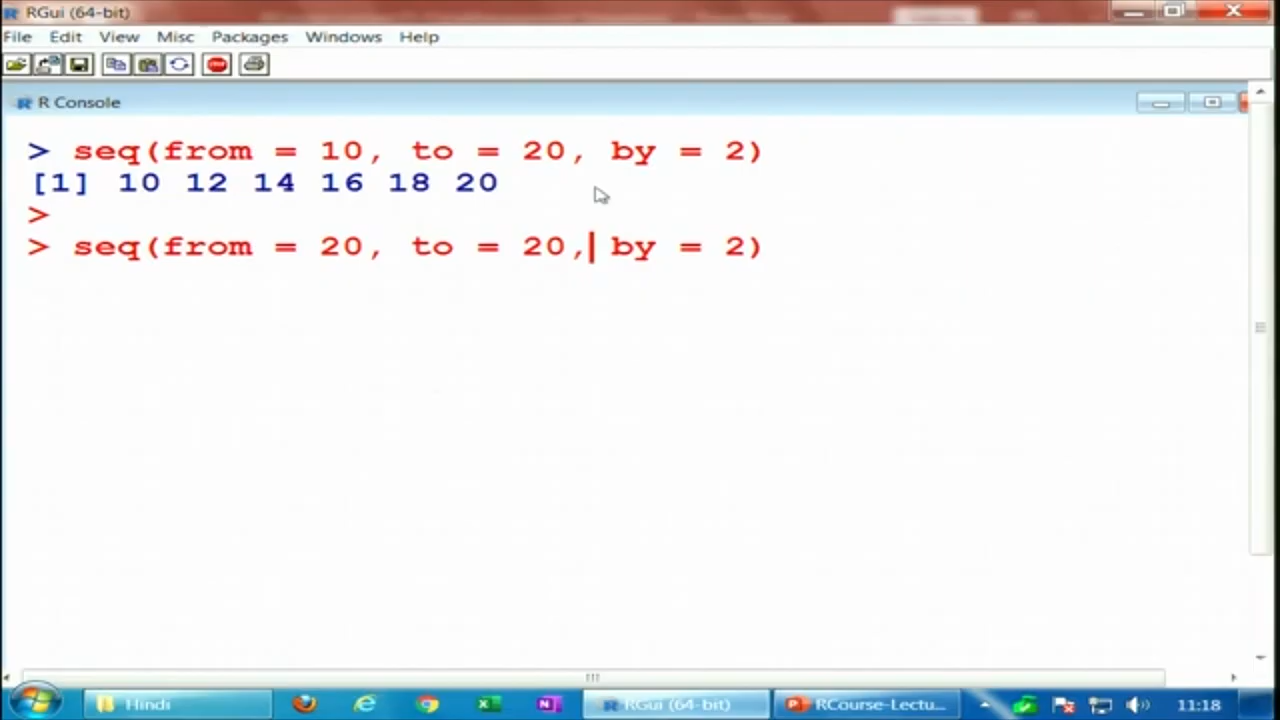 RGui (64-bit)
File Edit View Misc Packages Windows Help
STOP
R Console
> seq(from = 10, to = 20, by = 2)
[1] 10 12 14 16 18 20
>
> seq(from = 20, to = 20, by = 2)
Hindi
RGui (64-bit)
RCourse-Lectu...
11:18